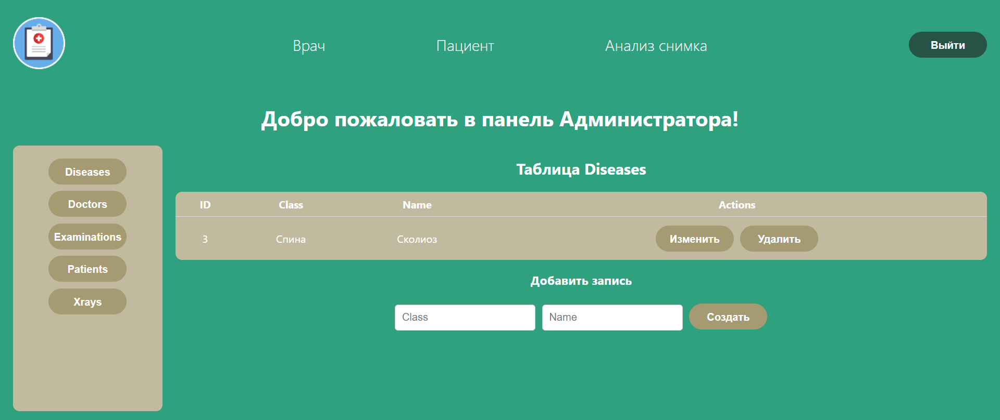 Врач Пациент Анализ снимка Выйти
Добро пожаловать в панель Администратора!
Diseases
Doctors
Examinations
Patients
Xrays
Таблица Diseases
ID Class Name Actions
3 Спина Сколиоз Изменить Удалить
Добавить запись
Class Name Создать